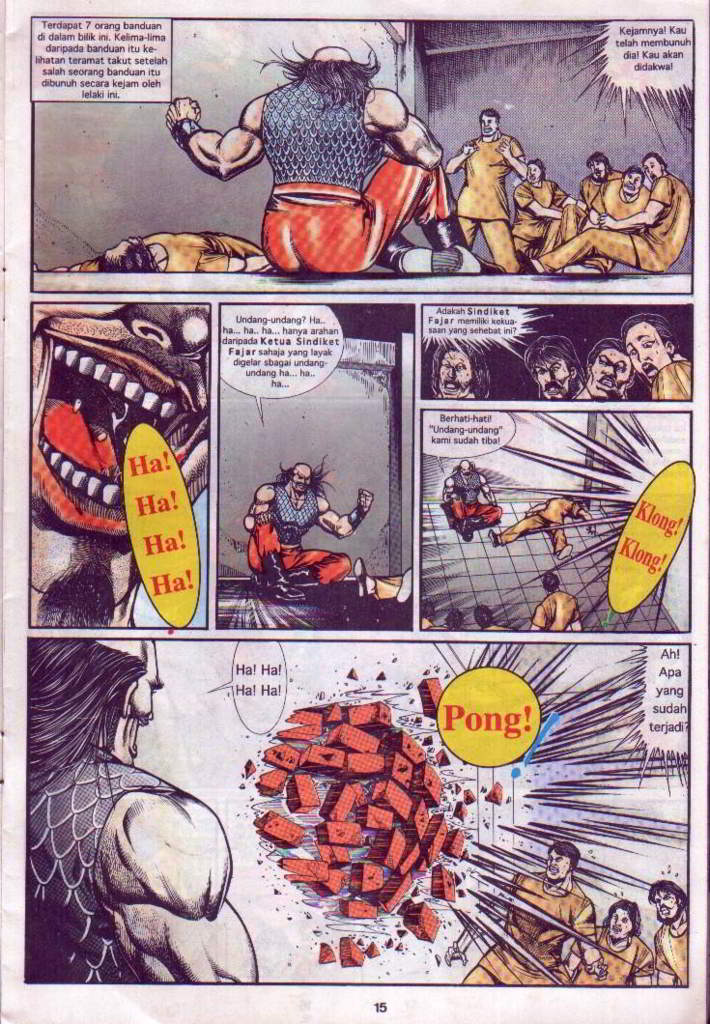 Terdapat 7 orang banduan
di dalam bilik ini. Kelima-lima
daripada banduan itu ke-
lihatan teramat takut setelah
salah seorang banduan itu
dibunuh secara kejam oleh
lelaki ini.
Kejamnya! Kau
telah membunuh
dia! Kau akan
didakwa!
Ha!
Ha!
Ha!
Ha!
Undang-undang? Ha..
ha... ha.. ha... hanya arahan
daripada Ketua Sindiket
Fajar sahaja yang layak
digelar sbagai undang-
undang ha... ha..
ha...
Adakah Sindiket
Fajar memiliki kekua-
saan yang sehebat ini?
Berhati-hati!
"Undang-undang"
kami sudah tiba!
Klong!
Klong!
Ha! Ha!
Ha! Ha!
Pong!
Ah!
Apa
yang
sudah
terjadi?
15